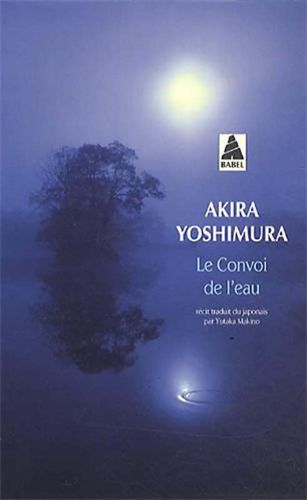 BABEL
AKIRA
YOSHIMURA
Le Convoi
de l'eau
récit traduit du japonais
par Yutaka Makino